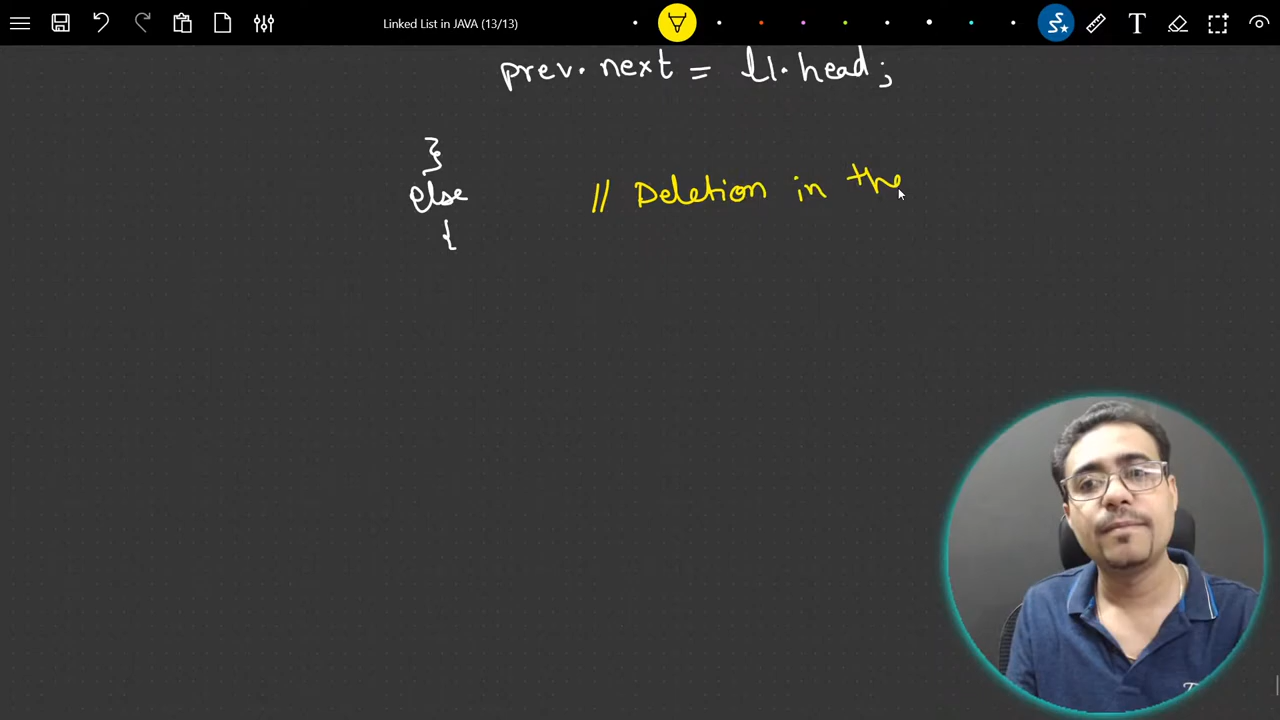 Linked List in JAVA (13/13)
T
prev.next = ll.head;
}
else // Deletion in the
{